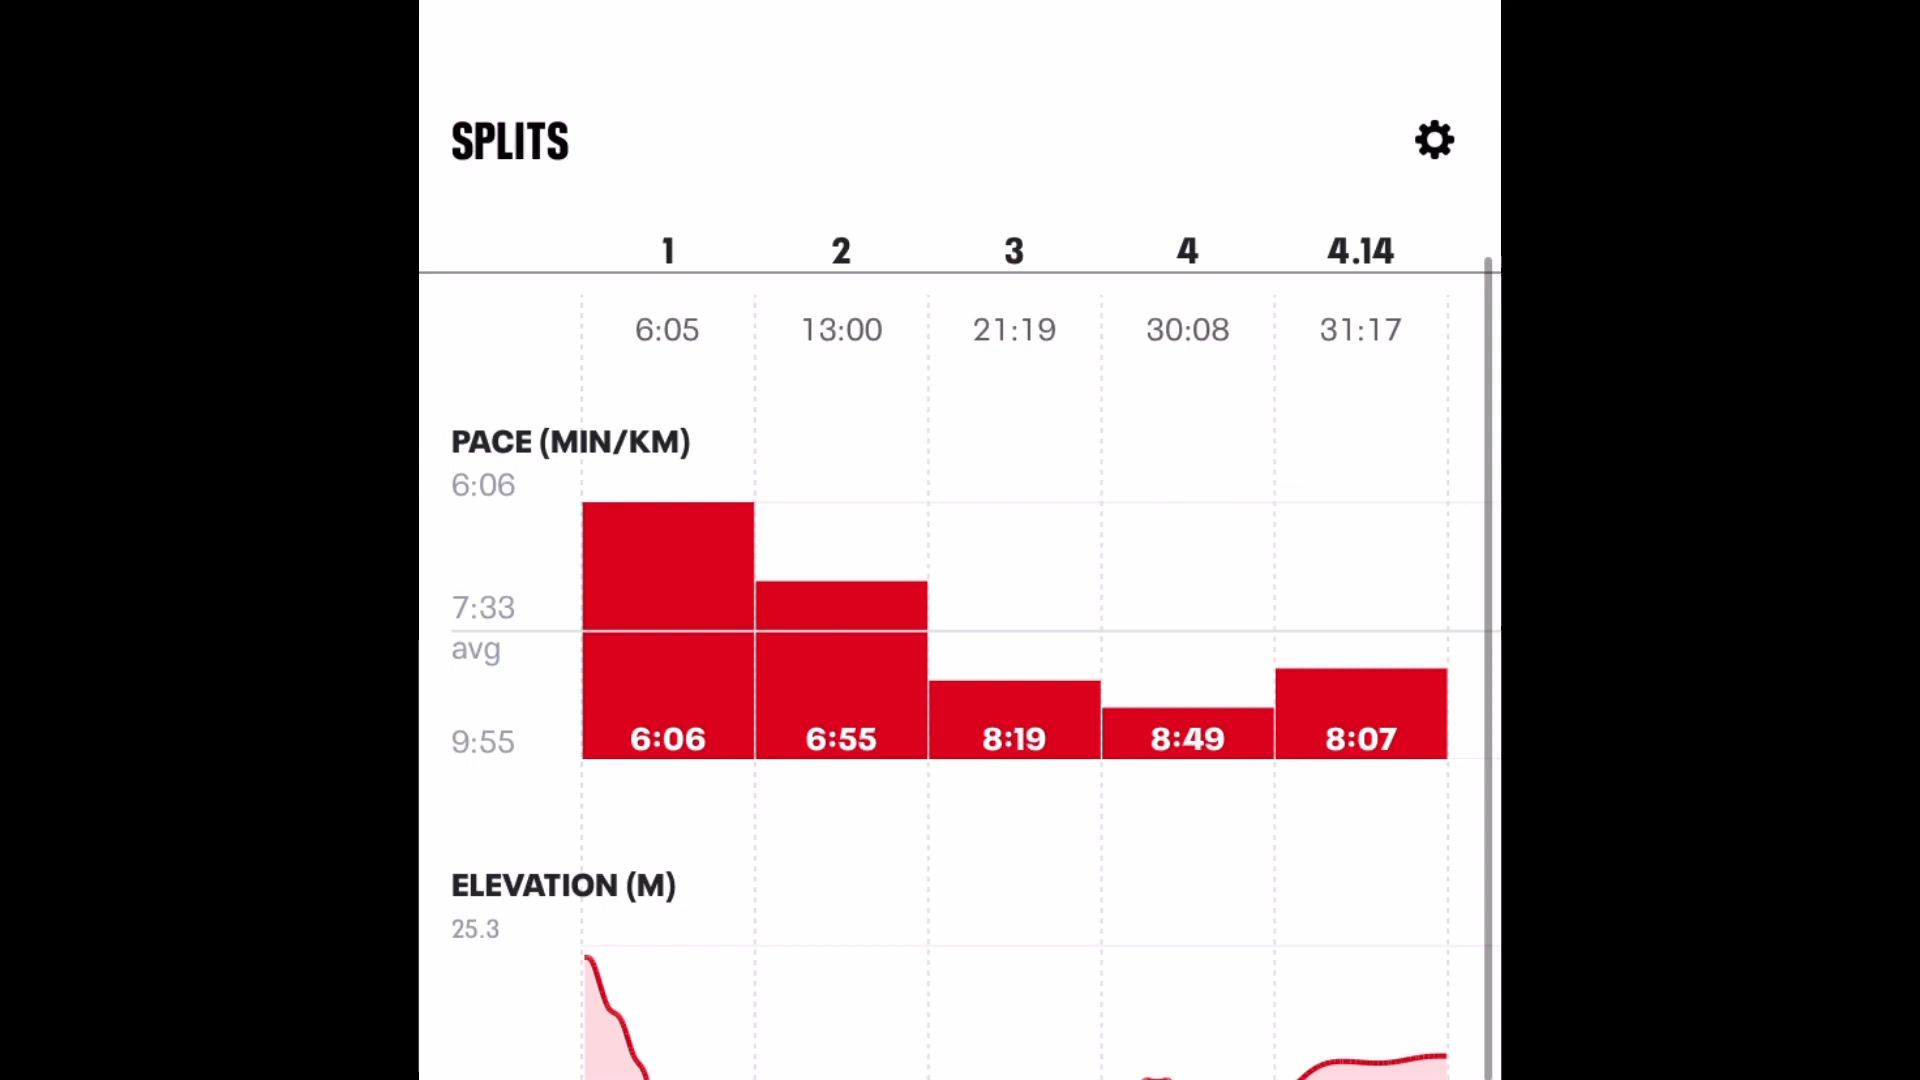 SPLITS
1 2 3 4 4.14
6:05 13:00 21:19 30:08 31:17
PACE (MIN/KM)
6:06
7:33
avg
9:55
6:06 6:55 8:19 8:49 8:07
ELEVATION (M)
25.3